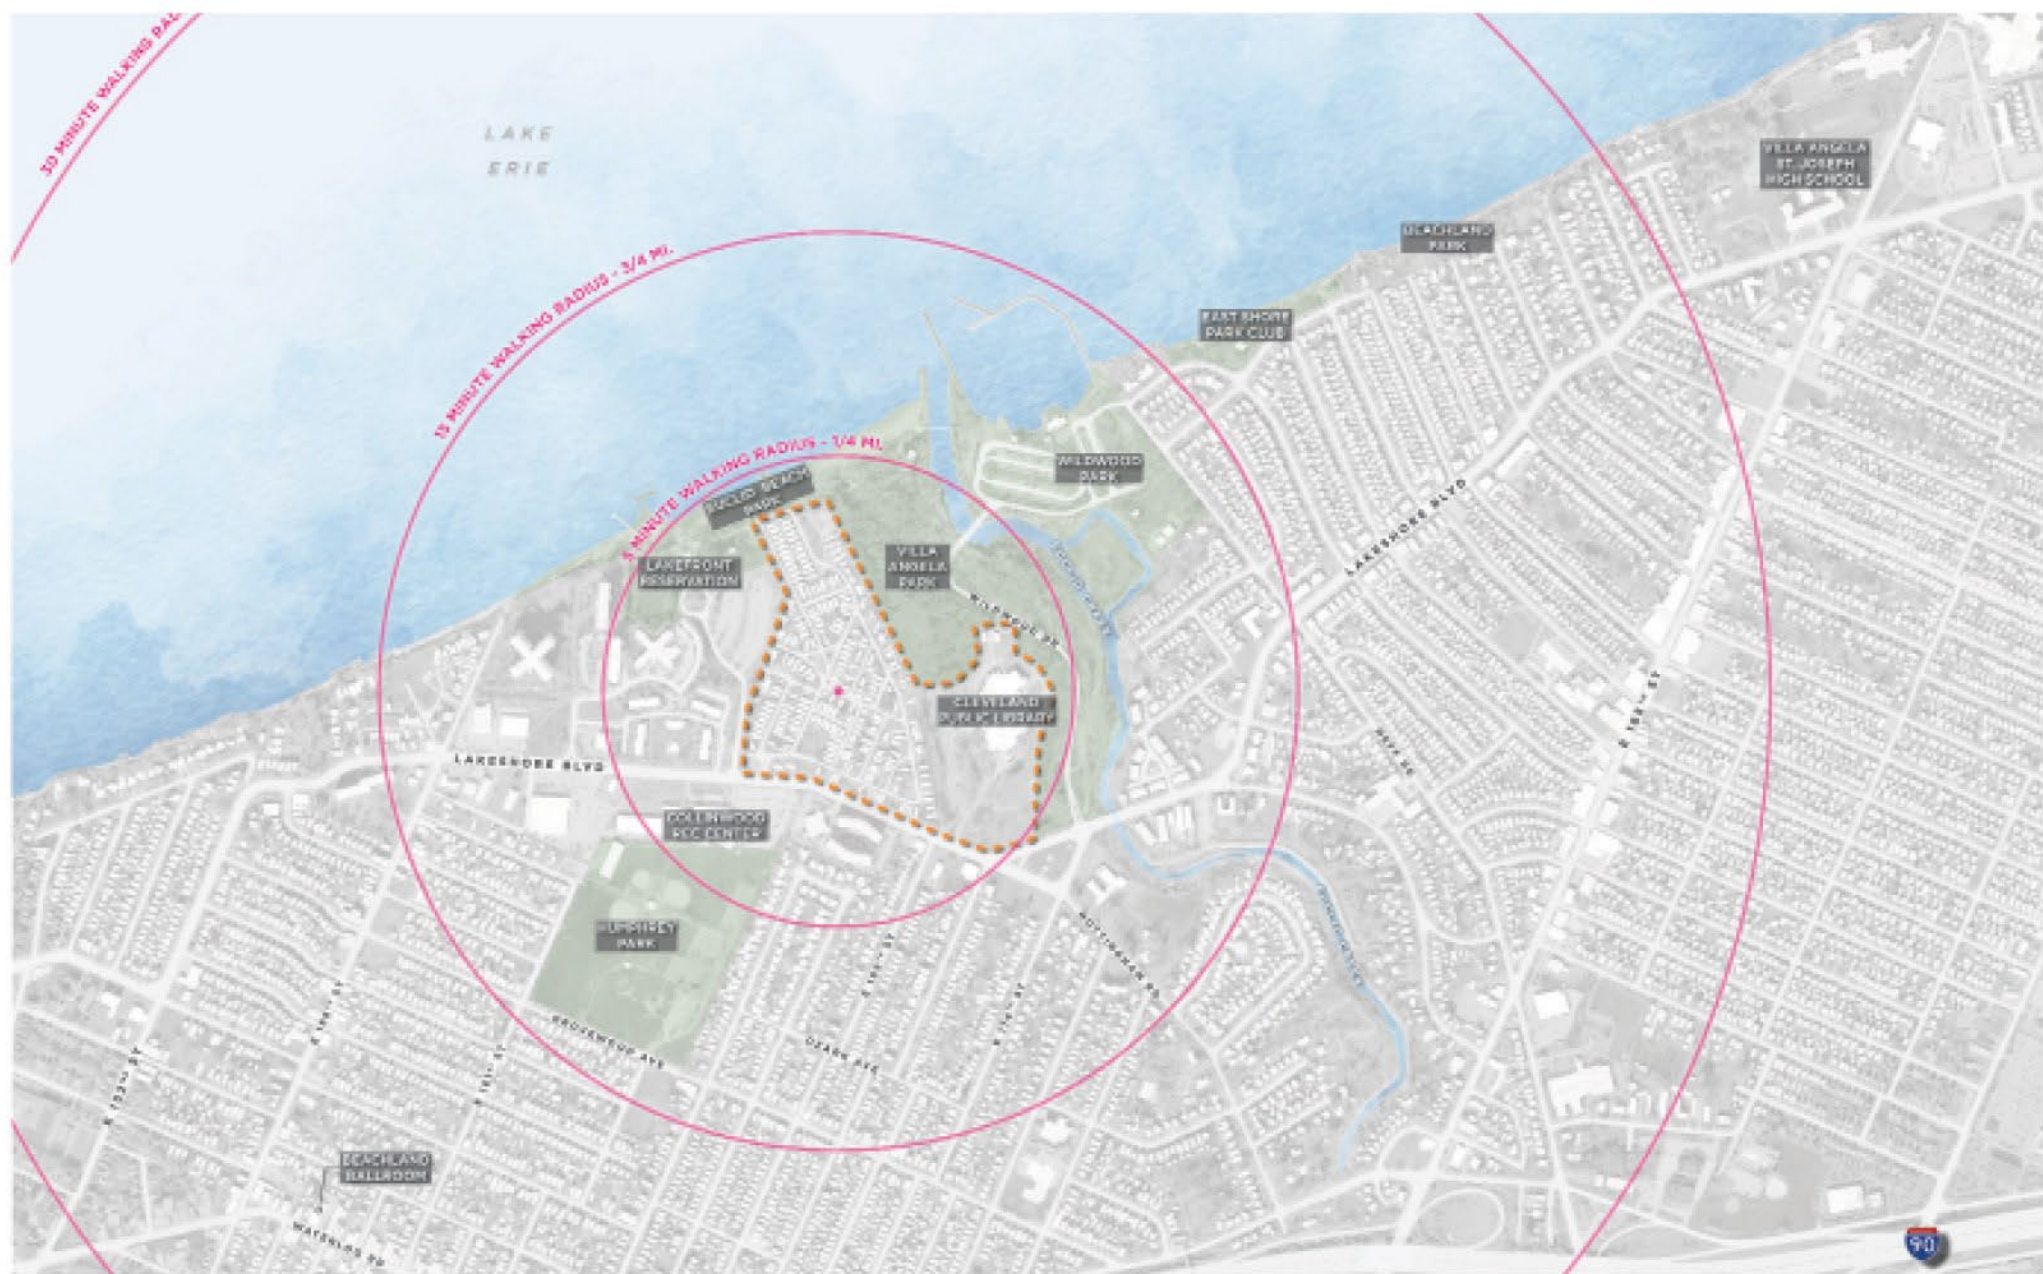 30 MINUTE WALKING
LAKE
ERIE
VILLA ANGELA
ST. JOSEPH
HIGH SCHOOL
BEACHLAND
PARK
15 MINUTE WALKING RADIUS - 3/4 MI.
EAST SHORE
PARK CLUB
5 MINUTE WALKING RADIUS - 1/4 MI.
EUCLID BEACH
PARK
WILDWOOD
PARK
LAKESHORE BLVD
LAKEFRONT
RESERVATION
VILLA
ANGELA
PARK
CLEVELAND
PUBLIC LIBRARY
LAKESHORE BLVD
COLLINWOOD
REC CENTER
HUMPHREY
PARK
NOTTINGHAM RD
GROVEWOOD AVE
OZARK AVE
BEACHLAND
BALLROOM
WATERLOO RD
90